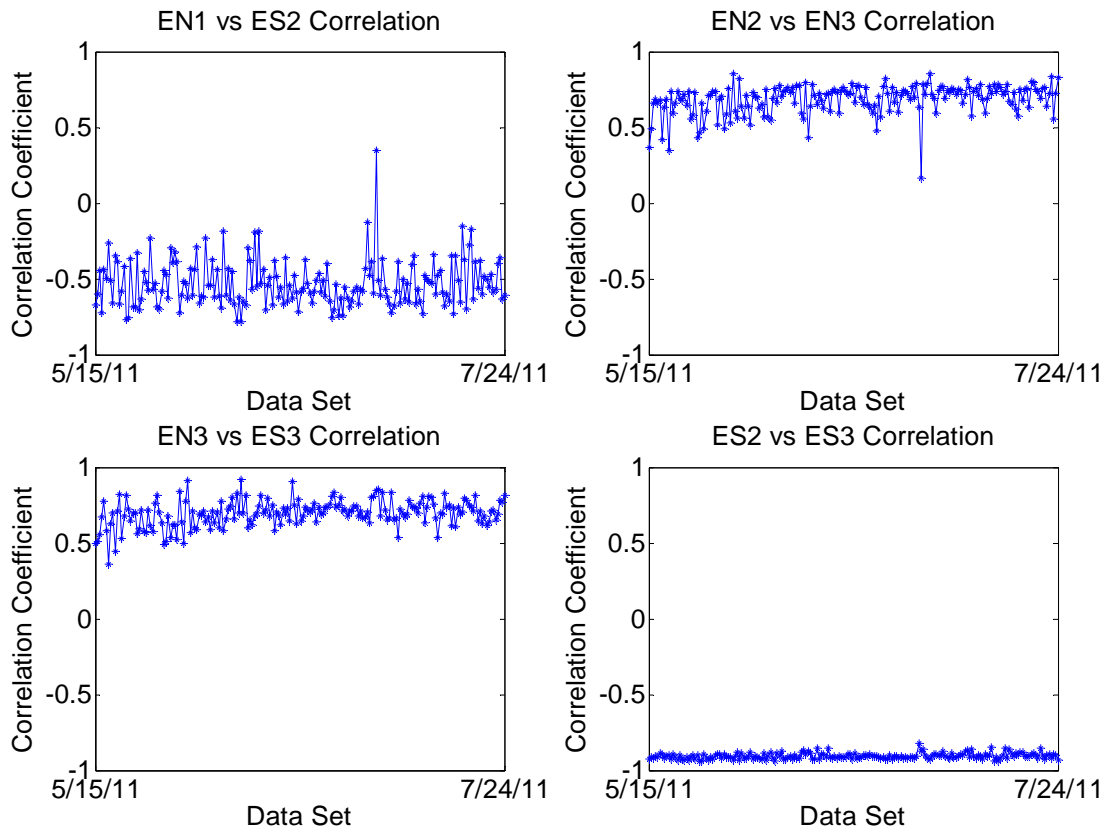 EN1 vs ES2 Correlation
1
0.5
0
-0.5
-1
Correlation Coefficient
5/15/11
7/24/11
Data Set
EN2 vs EN3 Correlation
1
0.5
0
-0.5
-1
Correlation Coefficient
5/15/11
7/24/11
Data Set
EN3 vs ES3 Correlation
1
0.5
0
-0.5
-1
Correlation Coefficient
5/15/11
7/24/11
Data Set
ES2 vs ES3 Correlation
1
0.5
0
-0.5
-1
Correlation Coefficient
5/15/11
7/24/11
Data Set